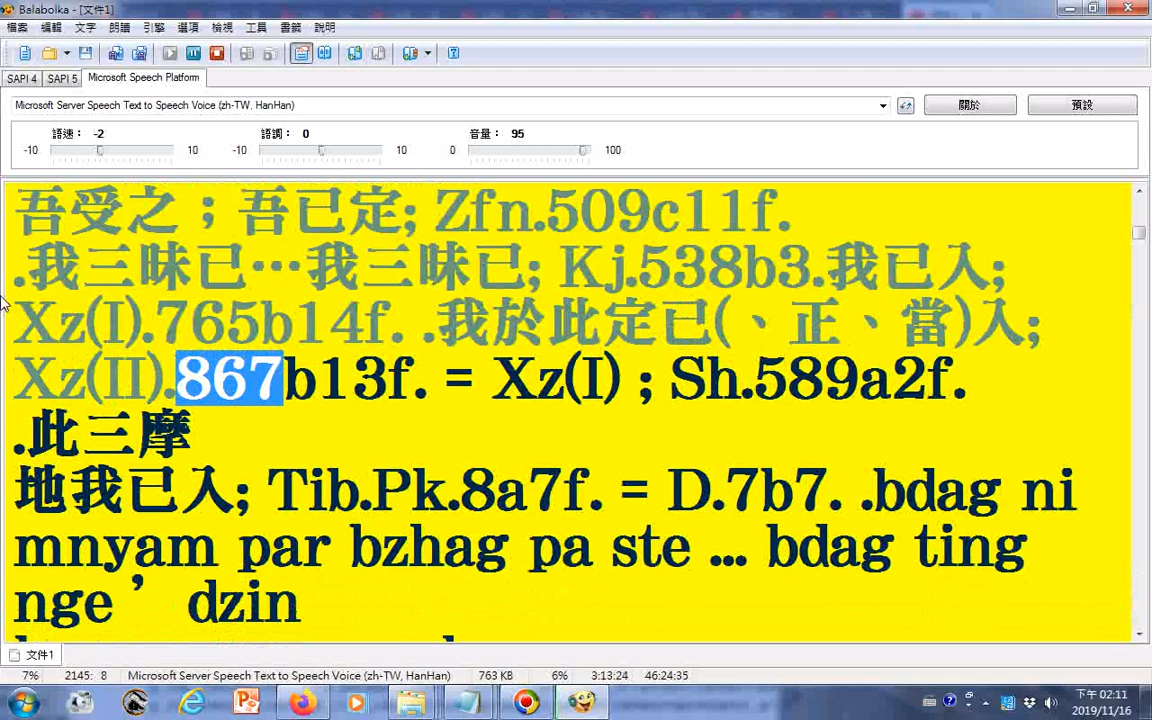 Balabolka - [文件1]
檔案 編輯 文字 朗讀 引擎 選項 檢視 工具 書籤 說明
SAPI 4 SAPI 5 Microsoft Speech Platform
Microsoft Server Speech Text to Speech Voice (zh-TW, HanHan) 關於 預設
語速： -2 語調： 0 音量： 95
-10 10 -10 10 0 100
吾受之；吾已定; Zfn.509c11f.
.我三昧已…我三昧已; Kj.538b3.我已入;
Xz(I).765b14f. .我於此定已(、正、當)入;
Xz(II).867b13f. = Xz(I) ; Sh.589a2f.
.此三摩
地我已入; Tib.Pk.8a7f. = D.7b7. .bdag ni
mnyam par bzhag pa ste ... bdag ting
nge ’ dzin
文件1
7% 2145: 8 Microsoft Server Speech Text to Speech Voice (zh-TW, HanHan) 763 KB 6% 3:13:24 46:24:35
下午 02:11
2019/11/16